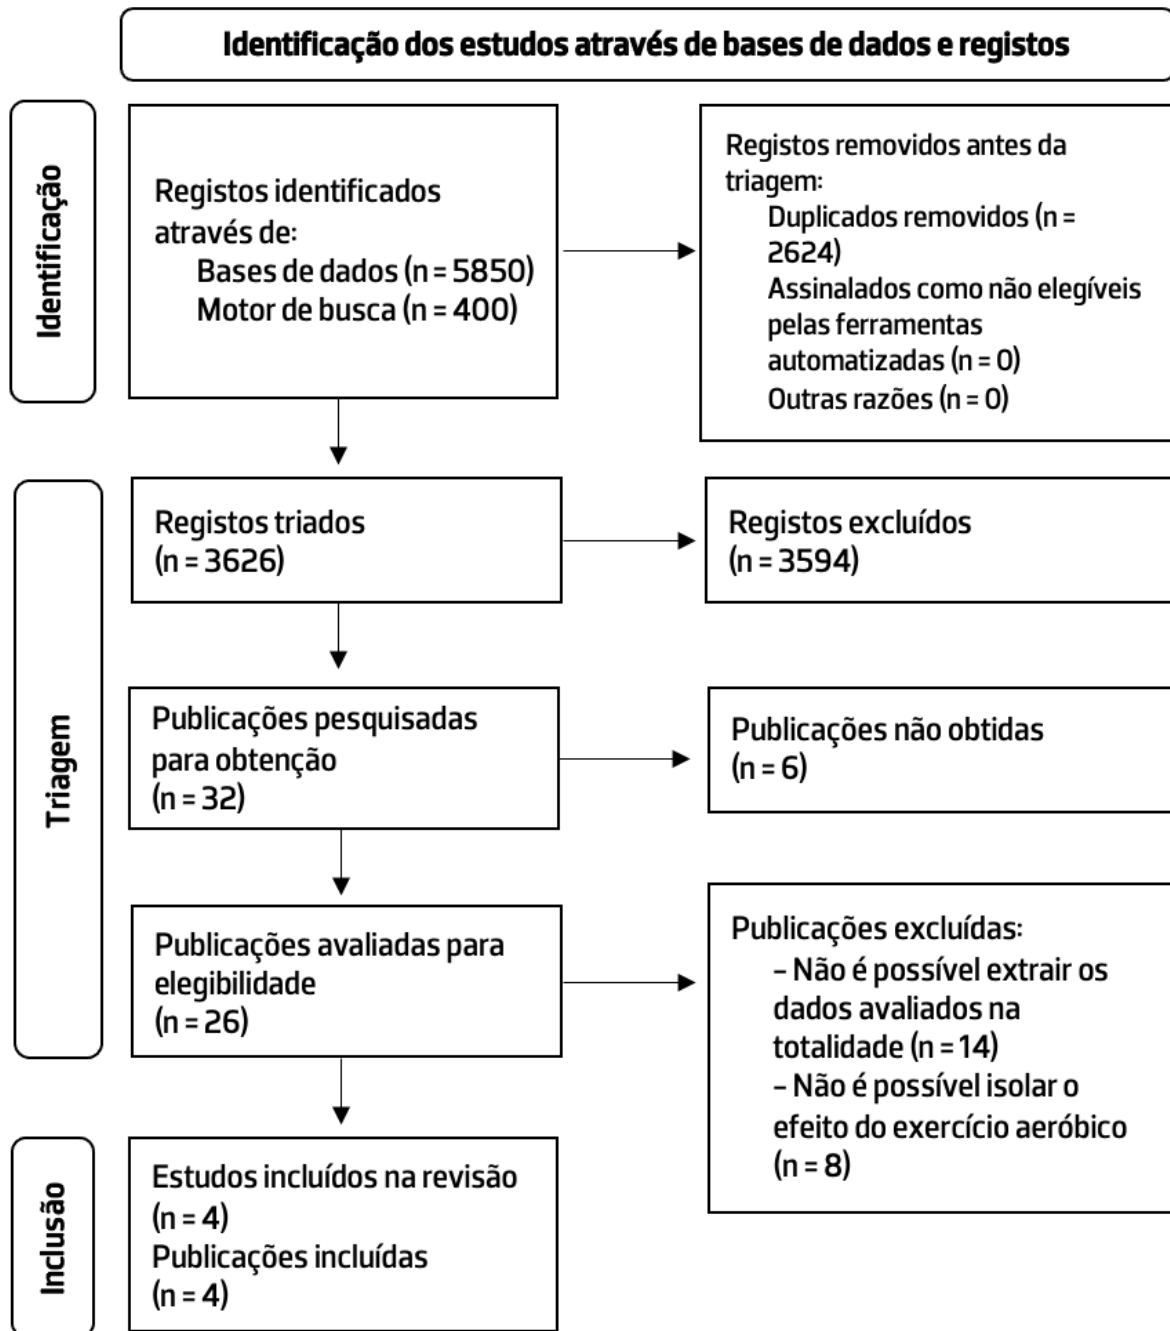 Identificação dos estudos através de bases de dados e registos
Identificação
Registos identificados
através de:
Bases de dados (n = 5850)
Motor de busca (n = 400)
Registos removidos antes da
triagem:
Duplicados removidos (n =
2624)
Assinalados como não elegíveis
pelas ferramentas
automatizadas (n = 0)
Outras razões (n = 0)
Triagem
Registos triados
(n = 3626)
Registos excluídos
(n = 3594)
Publicações pesquisadas
para obtenção
(n = 32)
Publicações não obtidas
(n = 6)
Publicações avaliadas para
elegibilidade
(n = 26)
Publicações excluídas:
– Não é possível extrair os
dados avaliados na
totalidade (n = 14)
– Não é possível isolar o
efeito do exercício aeróbico
(n = 8)
Inclusão
Estudos incluídos na revisão
(n = 4)
Publicações incluídas
(n = 4)